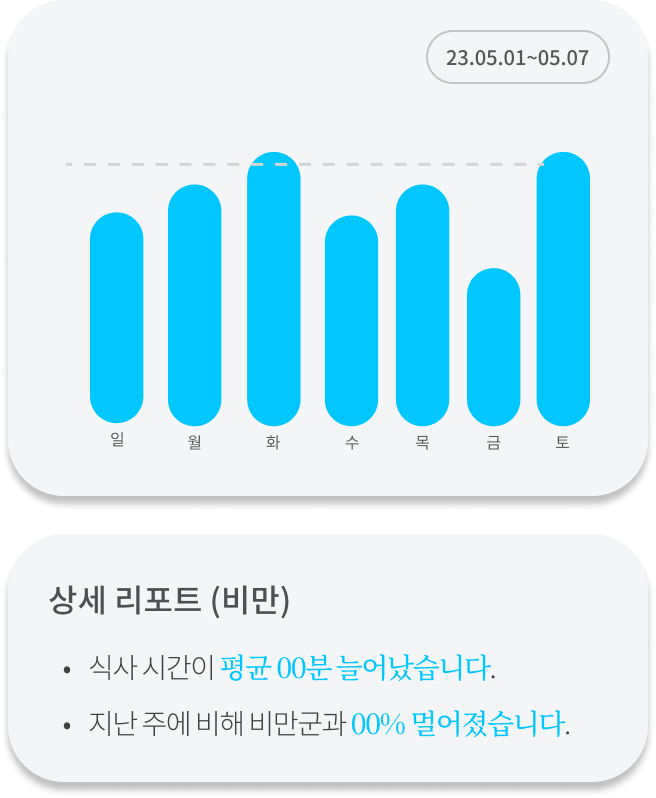 23.05.01~05.07
일 월 화 수 목 금 토
상세 리포트 (비만)
• 식사 시간이 평균 00분 늘어났습니다.
• 지난 주에 비해 비만군과 00% 멀어졌습니다.